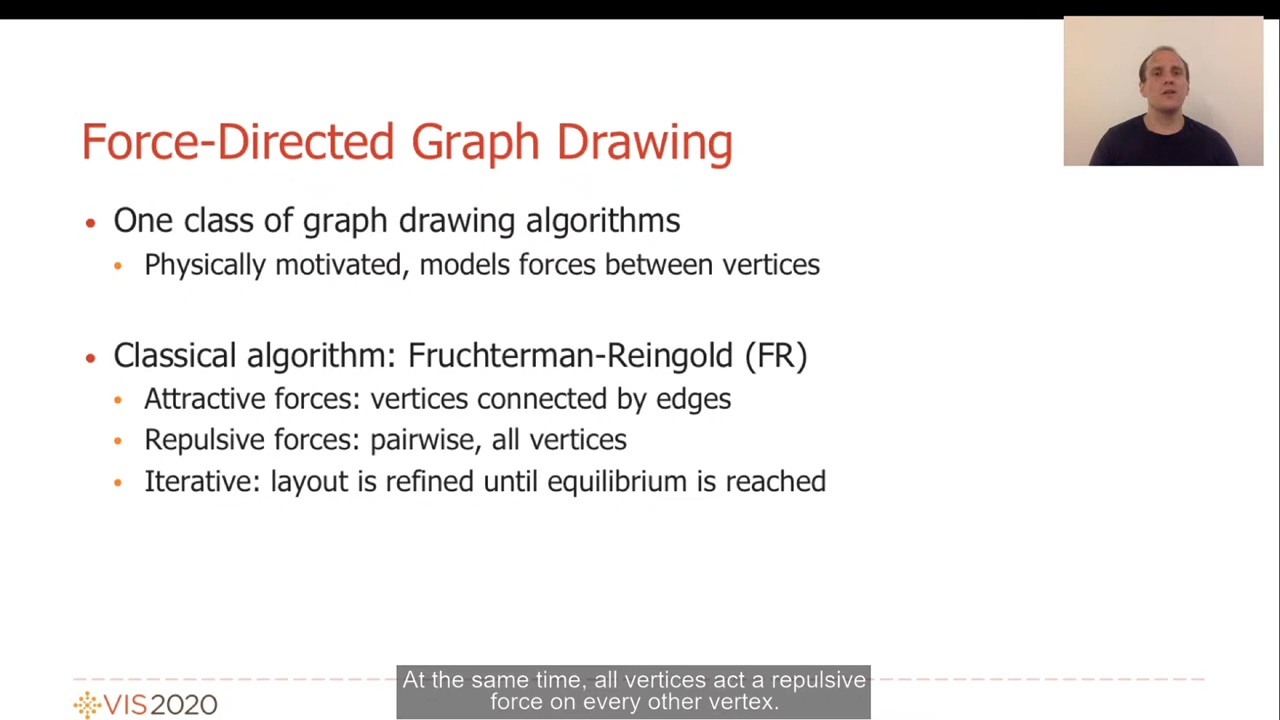 Force-Directed Graph Drawing
• One class of graph drawing algorithms
• Physically motivated, models forces between vertices
• Classical algorithm: Fruchterman-Reingold (FR)
• Attractive forces: vertices connected by edges
• Repulsive forces: pairwise, all vertices
• Iterative: layout is refined until equilibrium is reached
At the same time, all vertices act a repulsive
force on every other vertex.
VIS2020